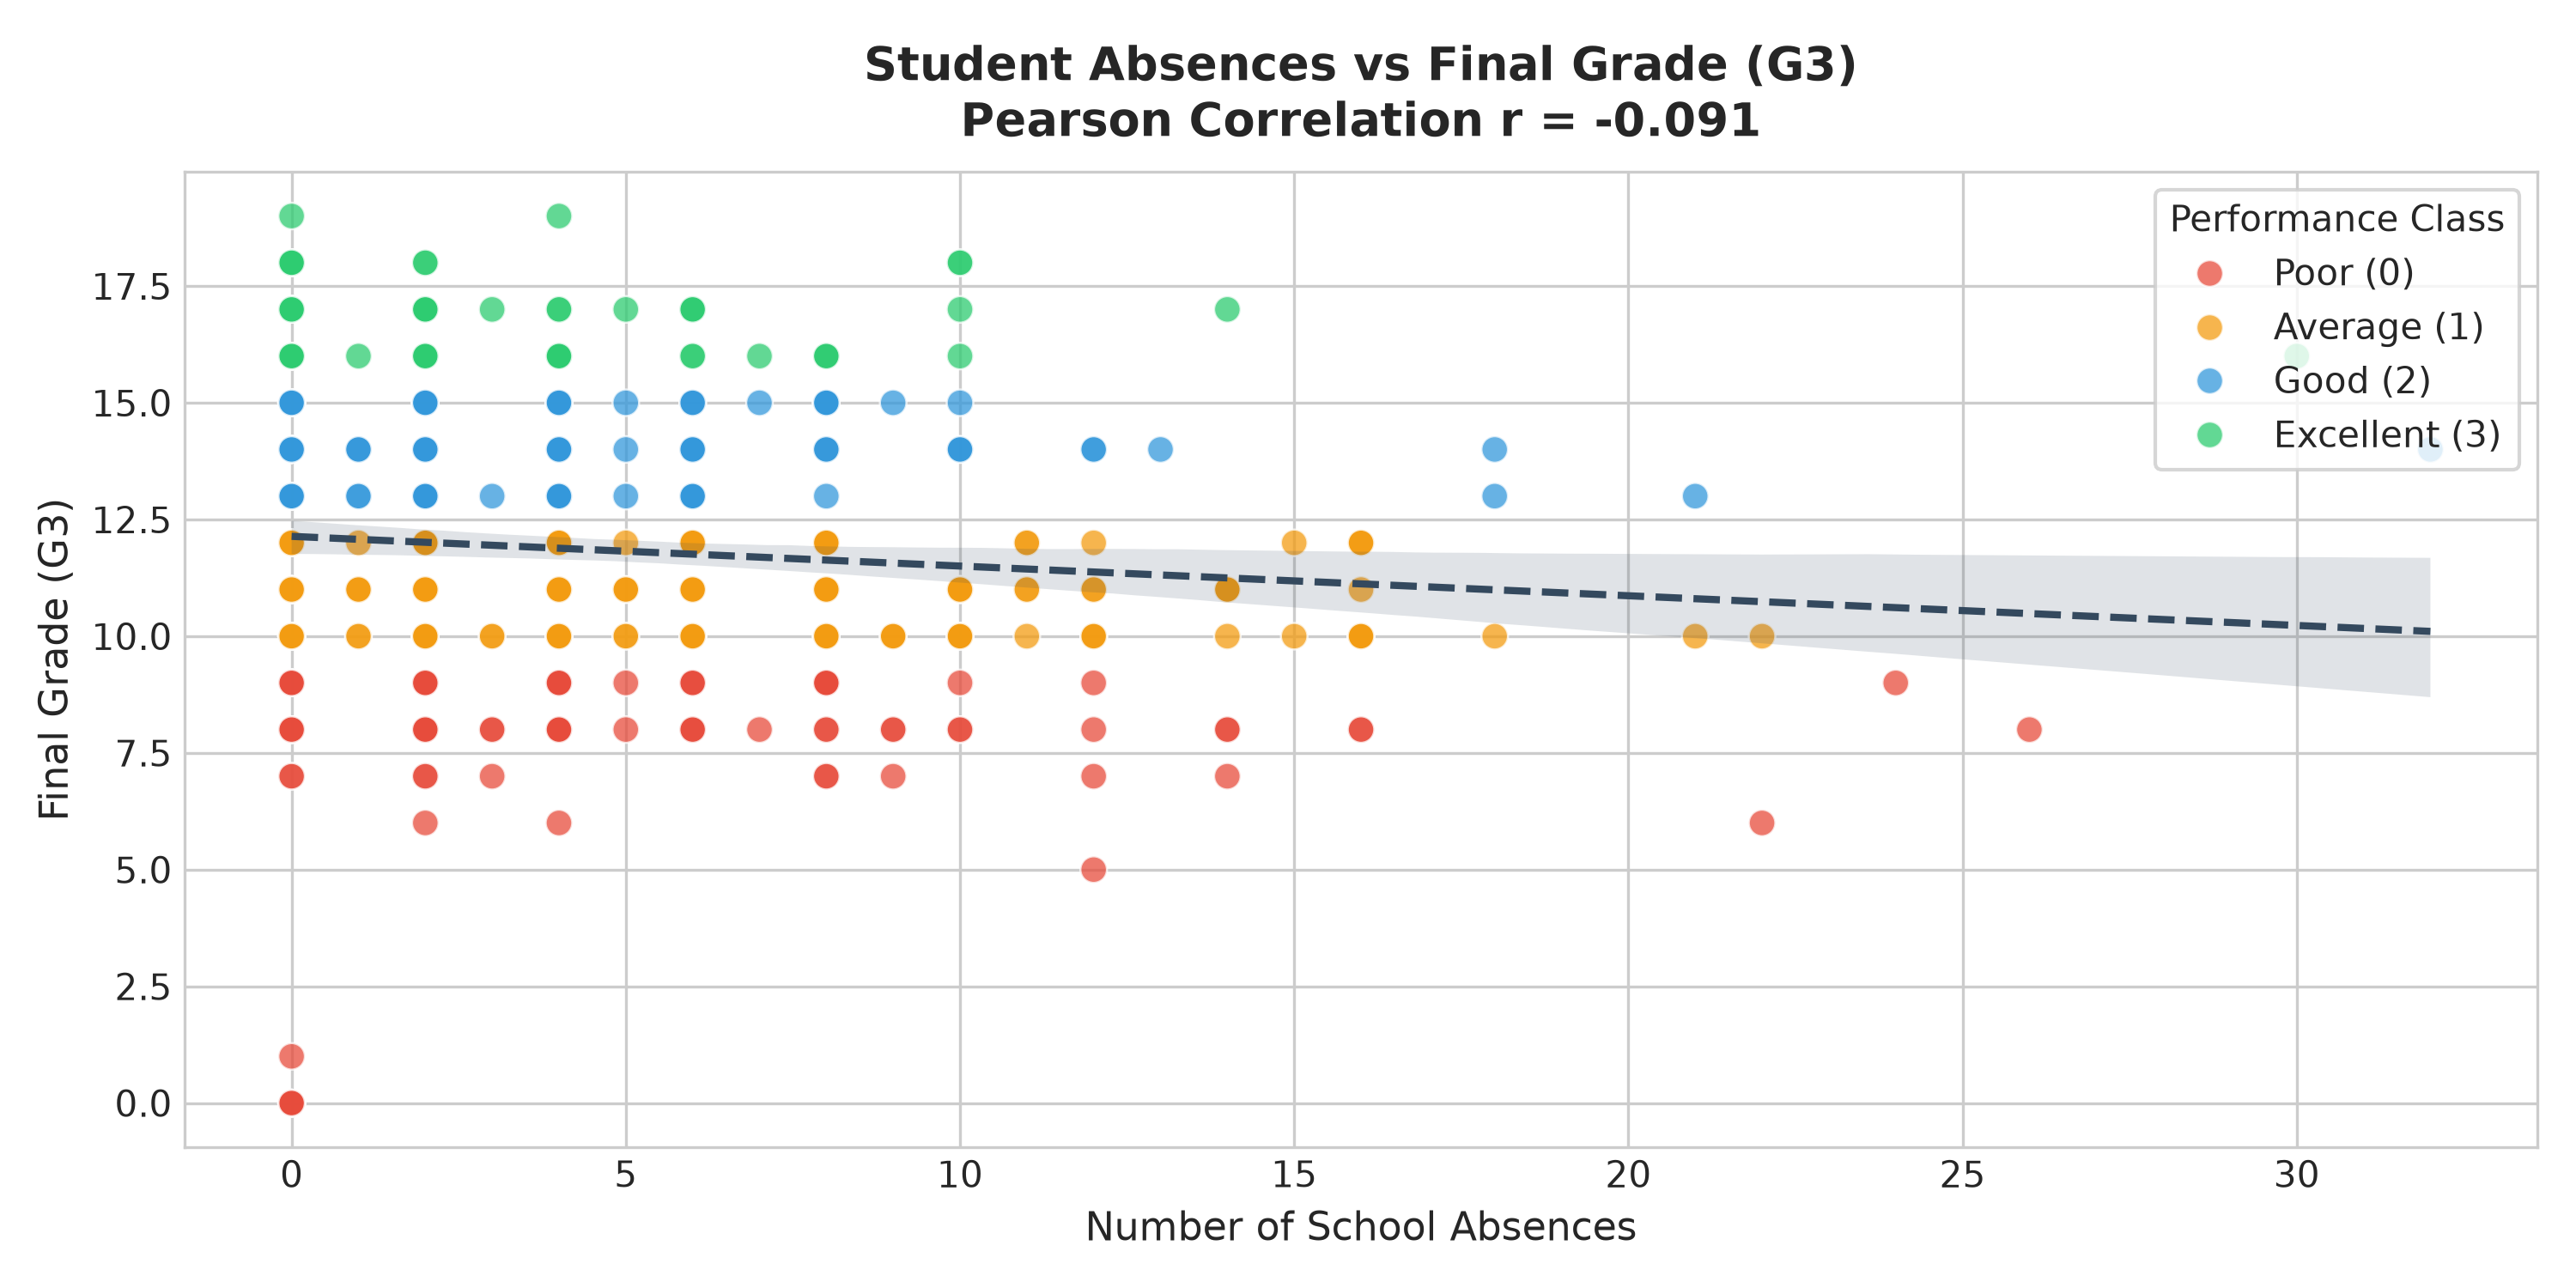 Student Absences vs Final Grade (G3)
Pearson Correlation r = -0.091
Performance Class
Poor (0)
Average (1)
Good (2)
Excellent (3)
Final Grade (G3)
17.5
15.0
12.5
10.0
7.5
5.0
2.5
0.0
0
5
10
15
20
25
30
Number of School Absences